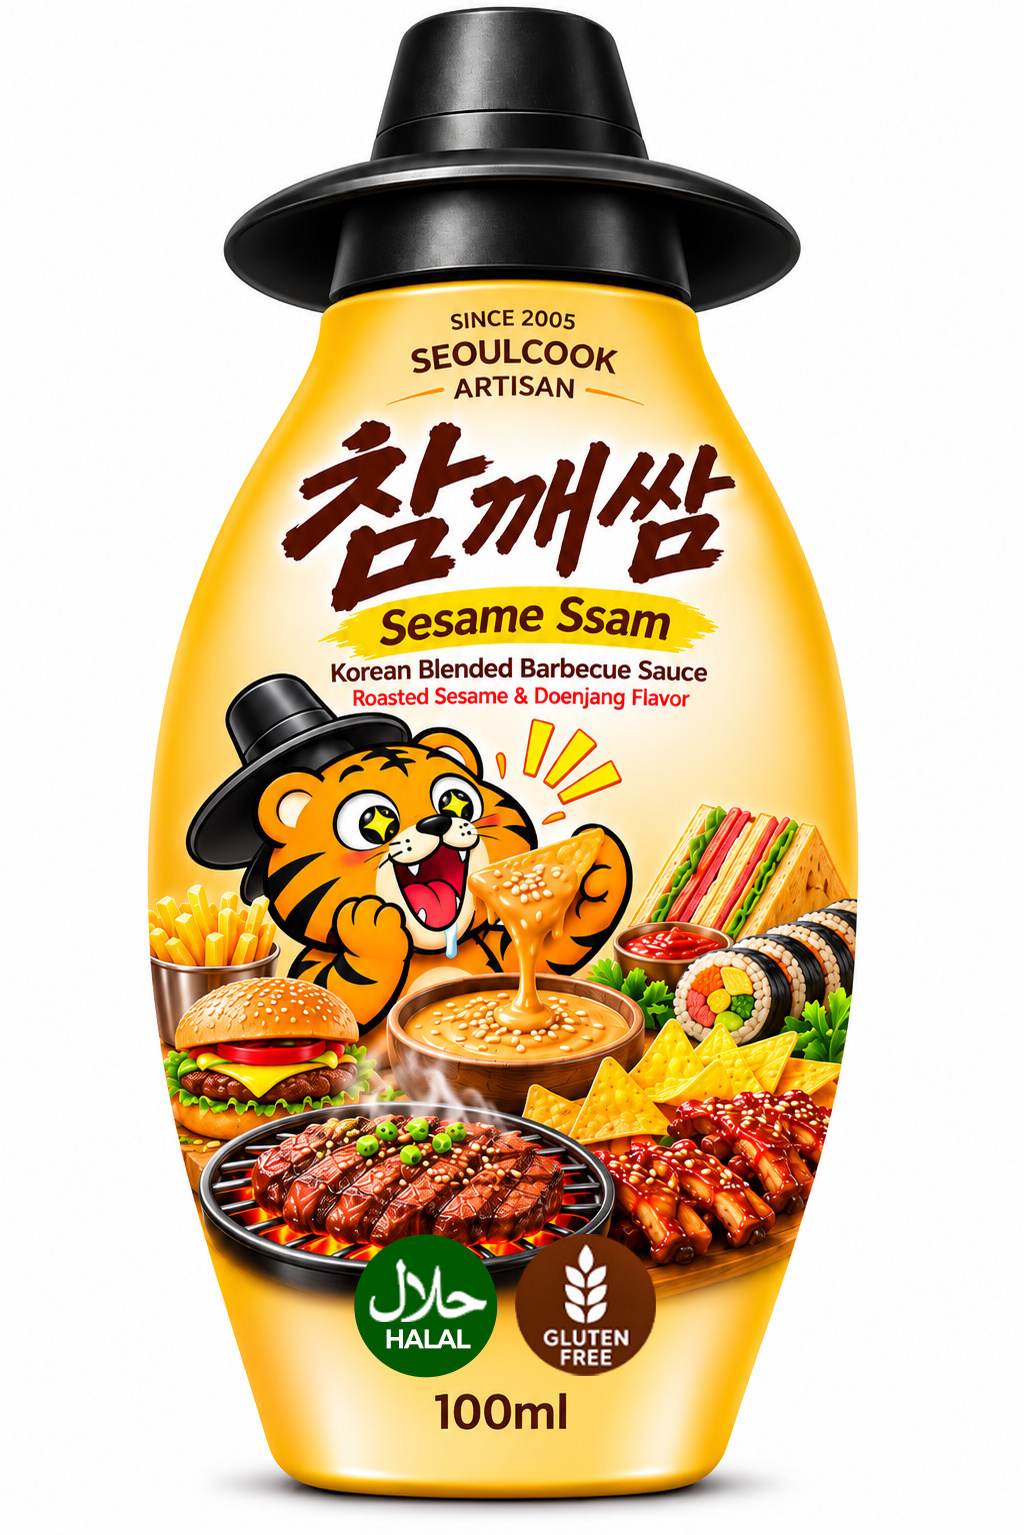 SINCE 2005
SEOULCOOK
ARTISAN
참깨쌈
Sesame Ssam
Korean Blended Barbecue Sauce
Roasted Sesame & Doenjang Flavor
حلال
HALAL
GLUTEN
FREE
100ml